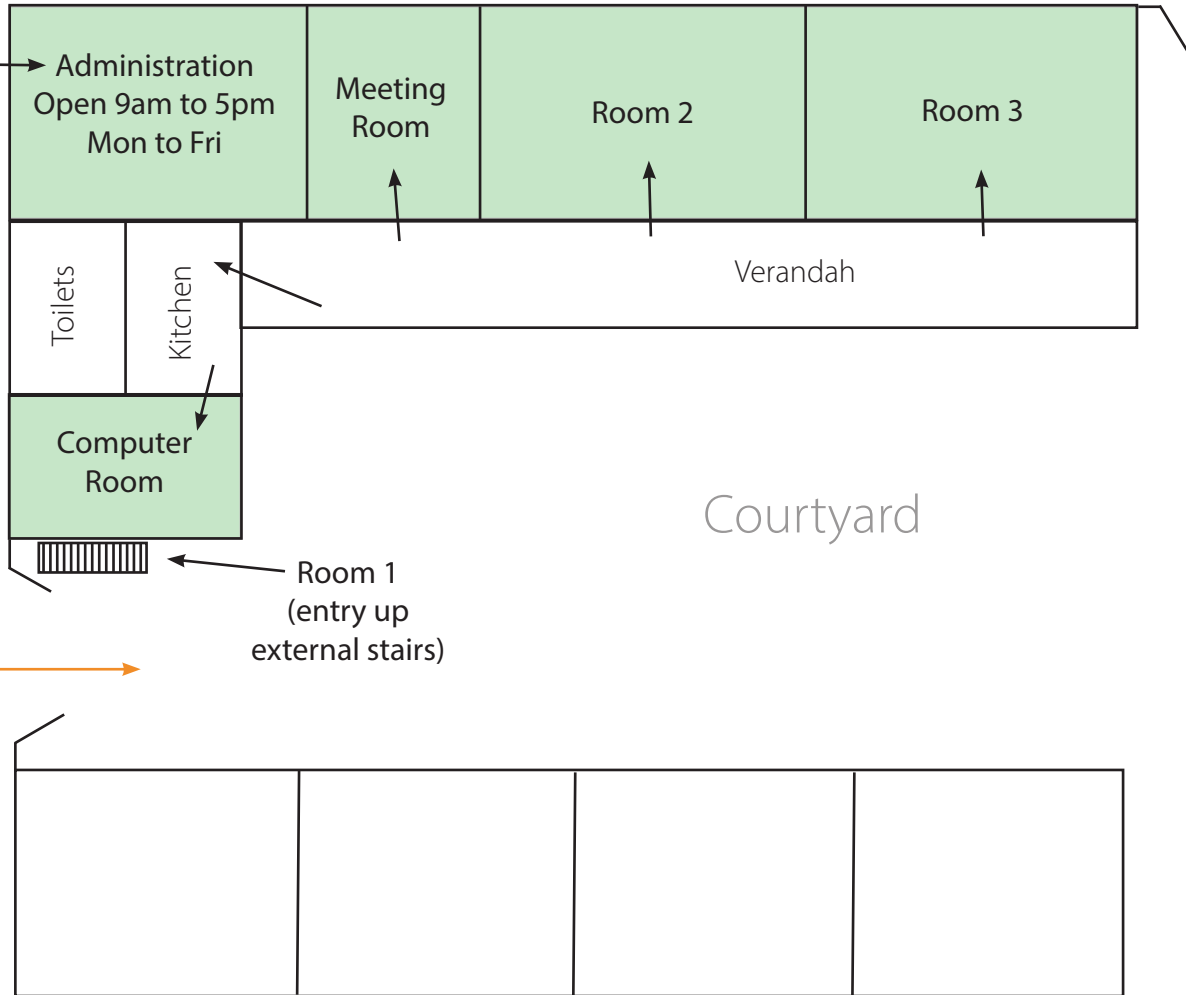 Administration
Open 9am to 5pm
Mon to Fri
Meeting
Room
Room 2
Room 3
Verandah
Toilets
Kitchen
Computer
Room
Courtyard
Room 1
(entry up
external stairs)